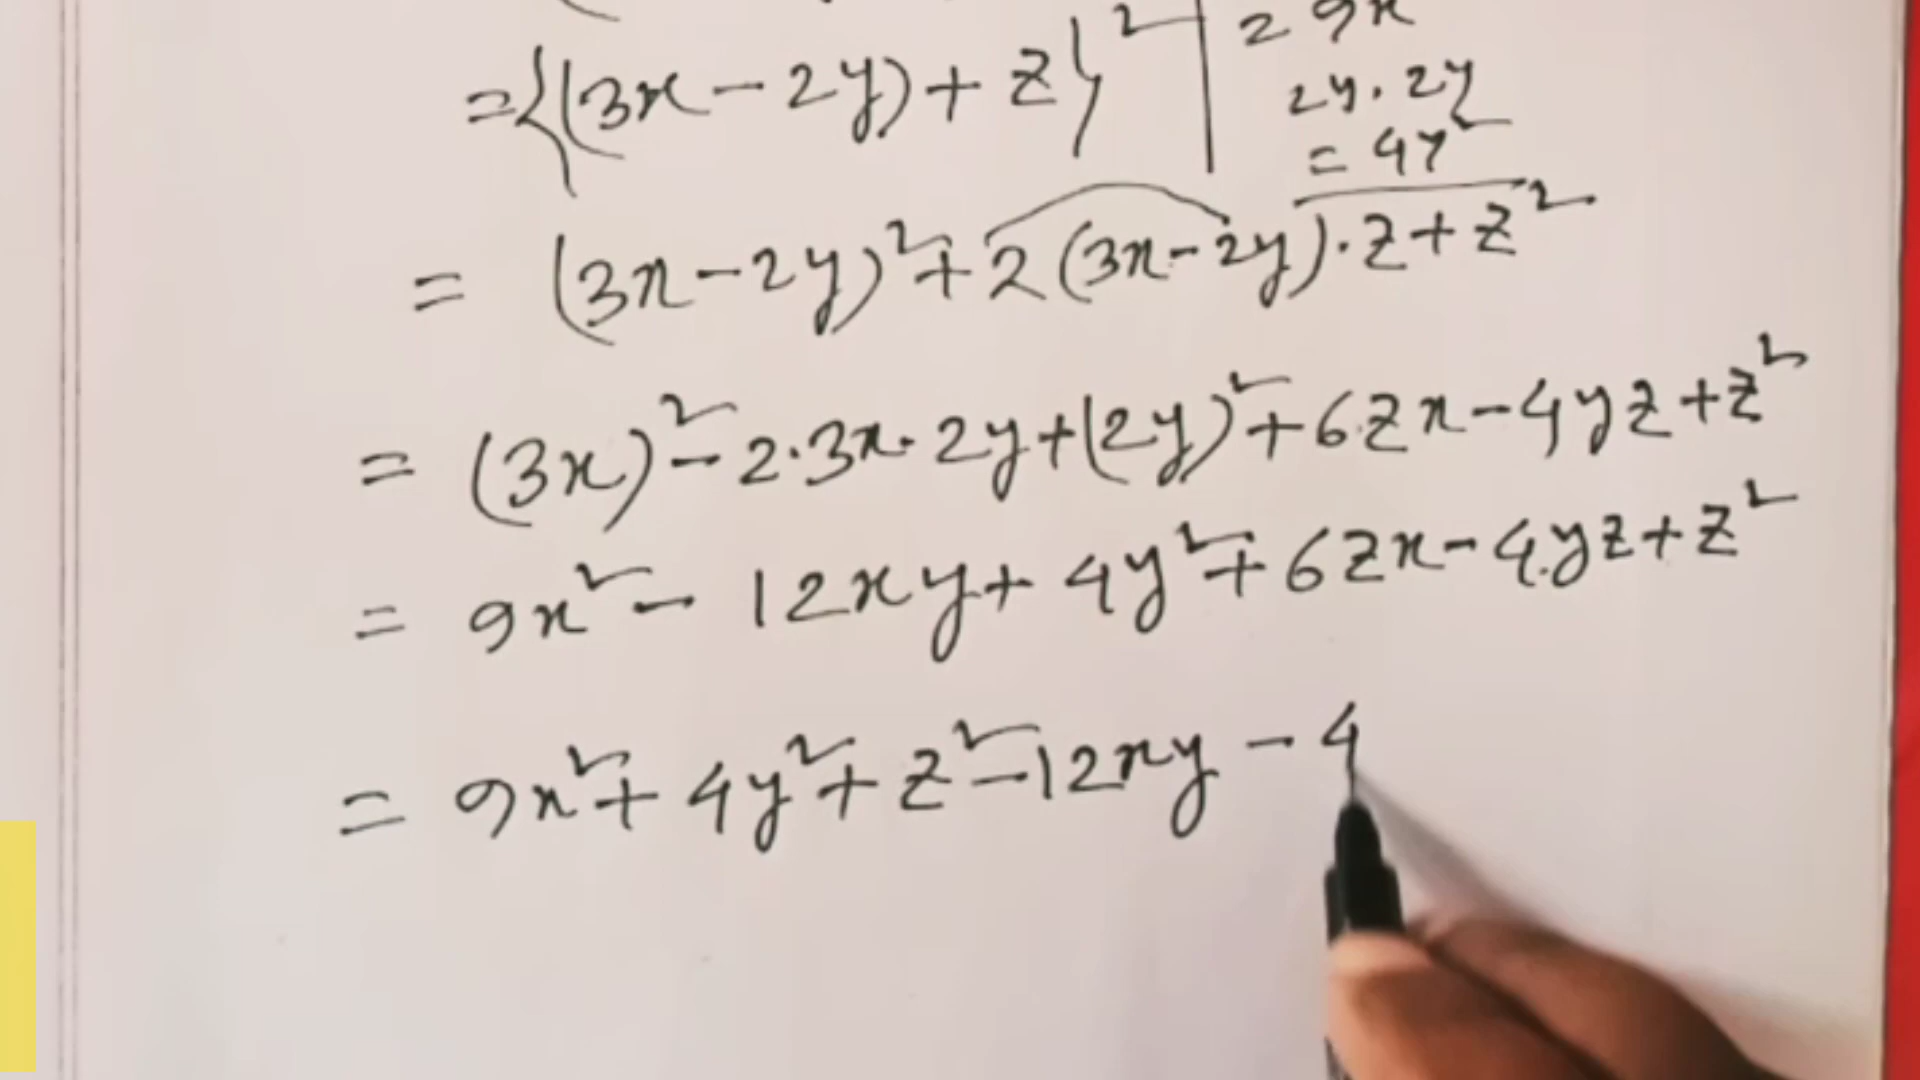 ={(3x-2y)+z}²
= 9x
2y. 2y
= 4y²
= (3x-2y)²+2(3x-2y).z+z²
= (3x)²-2.3x.2y+(2y)²+6zx-4yz+z²
= 9x²-12xy+4y²+6zx-4yz+z²
= 9x²+4y²+z²-12xy-4